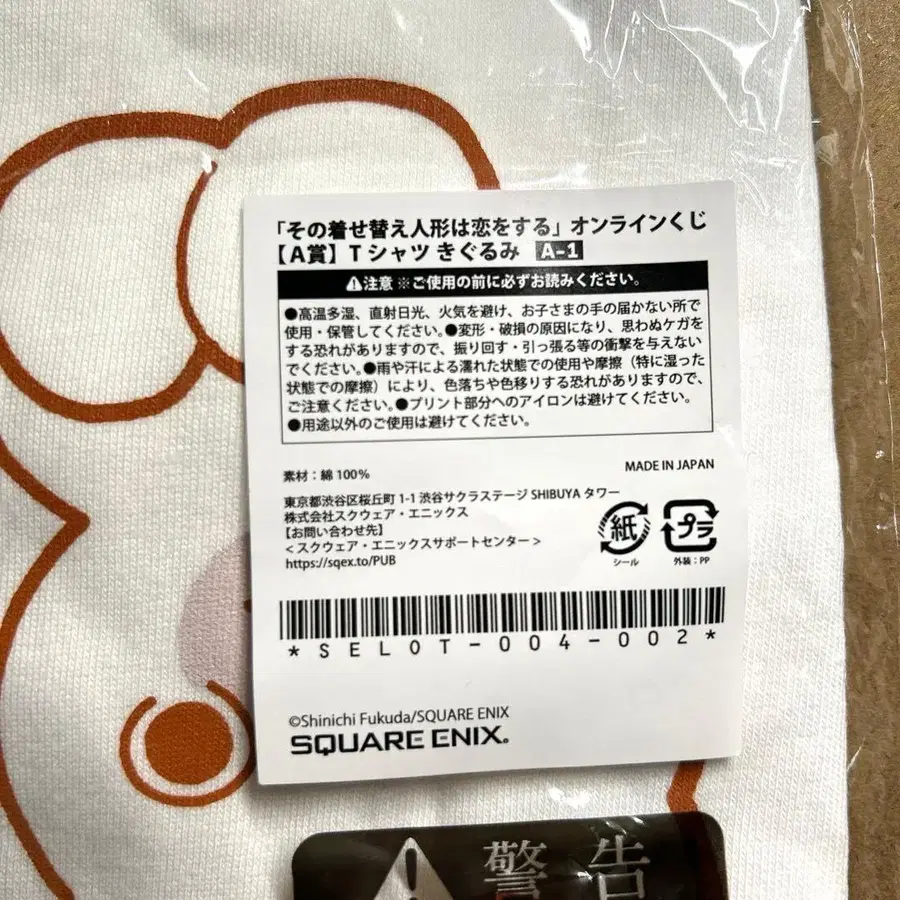 「その着せ替え人形は恋をする」オンラインくじ
【A賞】Tシャツ きぐるみ A-1
注意 ※ご使用の前に必ずお読みください。
●高温多湿、直射日光、火気を避け、お子さまの手の届かない所で
使用・保管してください。●変形・破損の原因になり、思わぬケガを
する恐れがありますので、振り回す・引っ張る等の衝撃を与えない
でください。●雨や汗による濡れた状態での使用や摩擦（特に湿った
状態での摩擦）により、色落ちや色移りする恐れがありますので、
ご注意ください。●プリント部分へのアイロンは避けてください。
●用途以外のご使用は避けてください。
素材：綿 100%
MADE IN JAPAN
東京都渋谷区桜丘町 1-1 渋谷サクラステージ SHIBUYA タワー
株式会社スクウェア・エニックス
【お問い合わせ先】
＜スクウェア・エニックスサポートセンター＞
https://sqex.to/PUB
紙
シール
プラ
外装：PP
*SELOT-004-002*
©Shinichi Fukuda/SQUARE ENIX
SQUARE ENIX®
警告